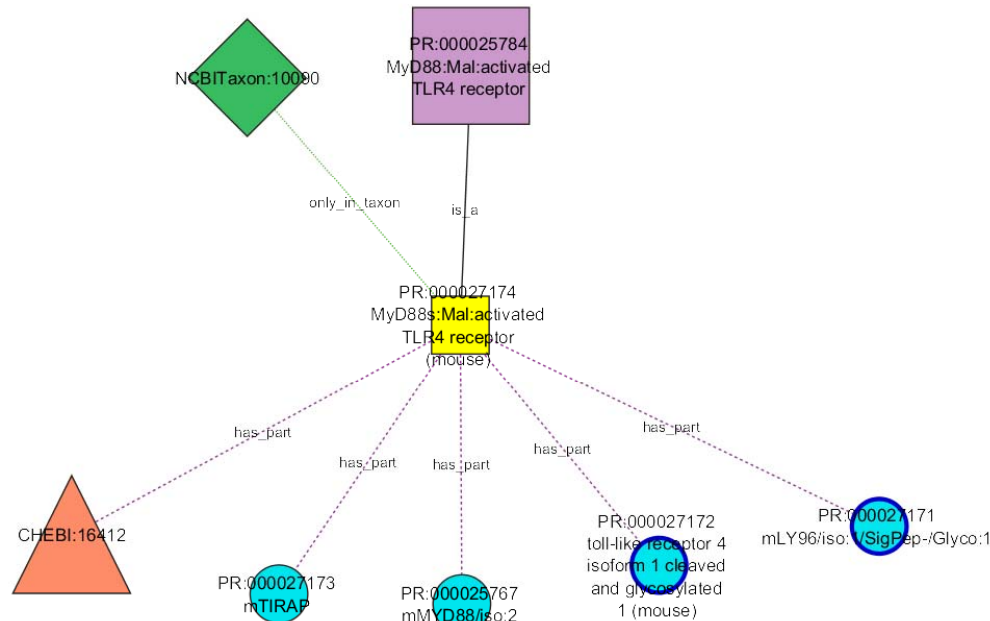 PR:000025784
MyD88:Mal:activated
TLR4 receptor
NCBITaxon:10090
only_in_taxon
is_a
PR:000027174
MyD88s:Mal:activated
TLR4 receptor
(mouse)
has_part
has_part
has_part
has_part
has_part
CHEBI:16412
PR:000027173
mTIRAP
PR:000025767
mMYD88/iso:2
PR:000027172
toll-like receptor 4
isoform 1 cleaved
and glycosylated
1 (mouse)
PR:000027171
mLY96/iso:1/SigPep-/Glyco:1